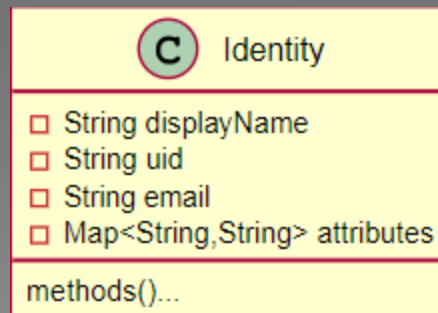 C Identity
String displayName
String uid
String email
Map<String,String> attributes
methods()...